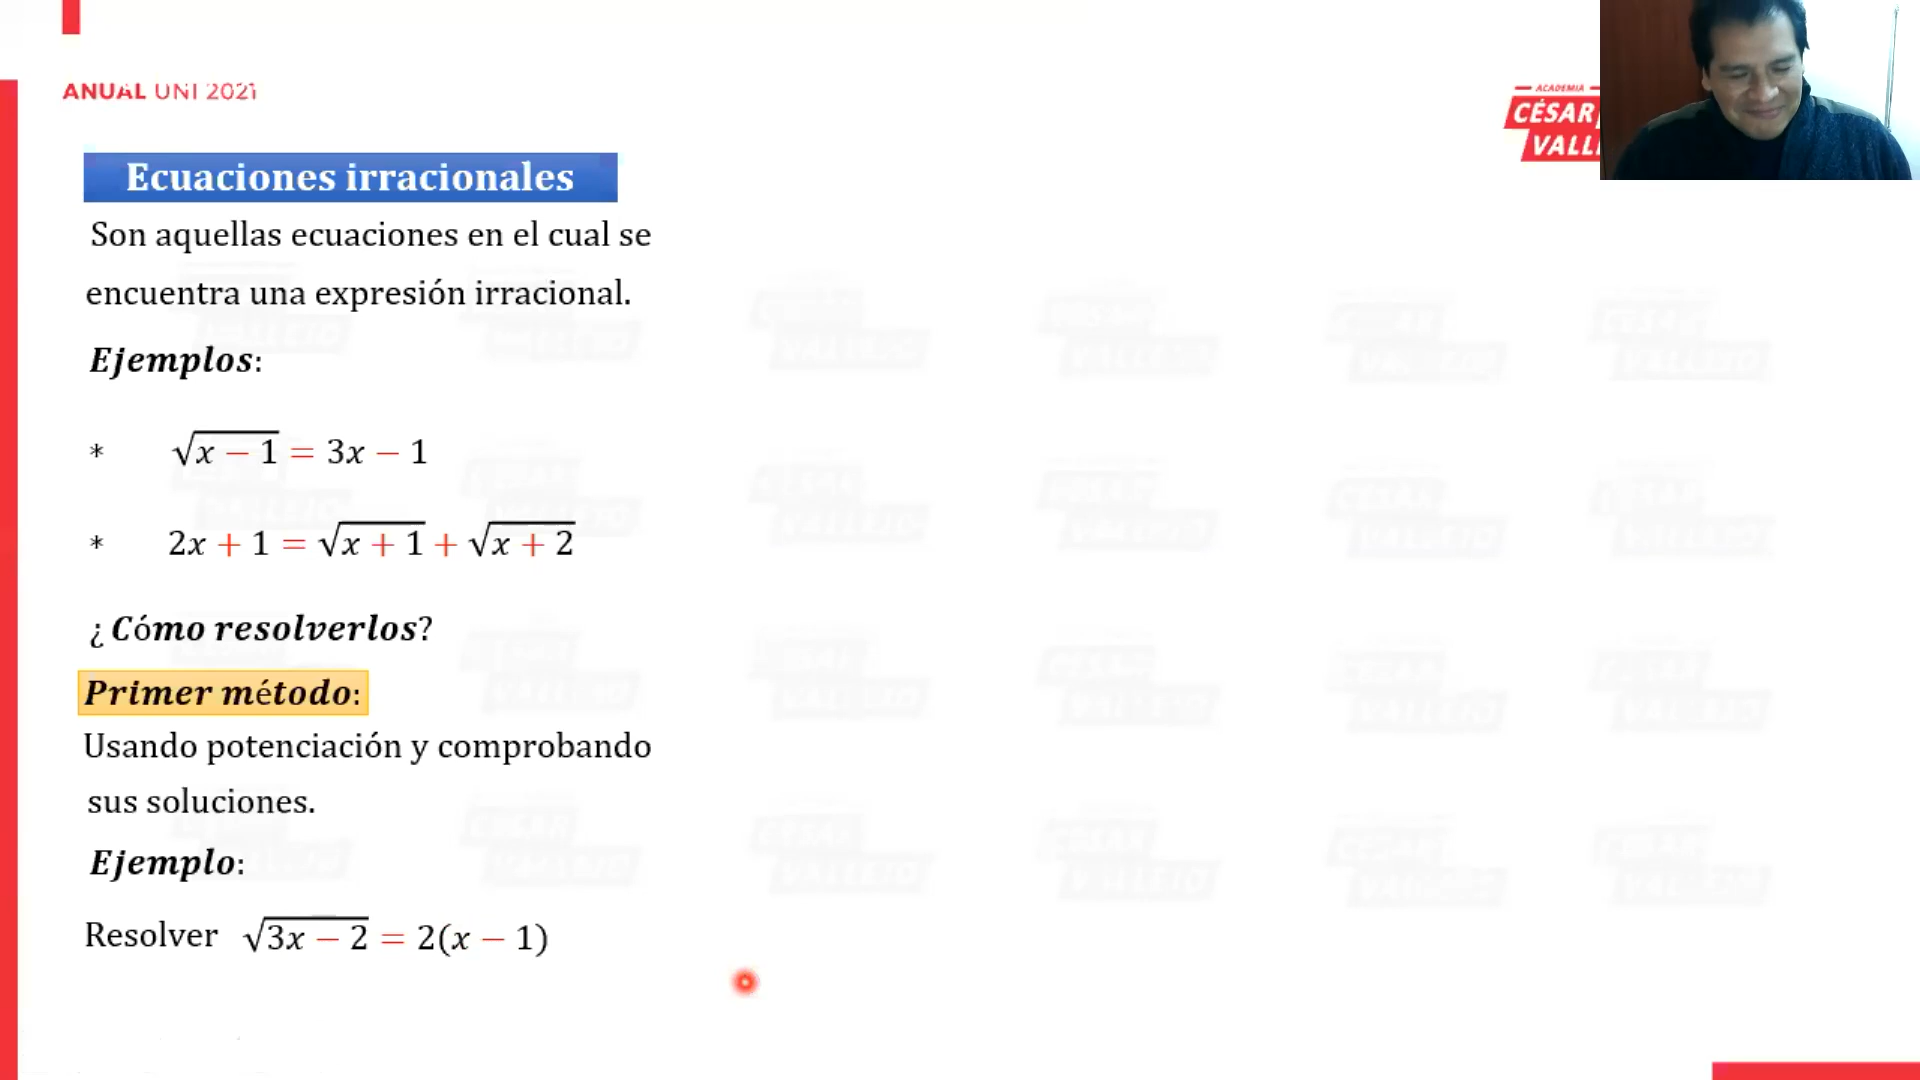 ANUAL UNI 2021
ACADEMIA
CÉSAR
VALL
Ecuaciones irracionales
Son aquellas ecuaciones en el cual se
encuentra una expresión irracional.
Ejemplos:
* √(x − 1) = 3x − 1
* 2x + 1 = √(x + 1) + √(x + 2)
¿Cómo resolverlos?
Primer método:
Usando potenciación y comprobando
sus soluciones.
Ejemplo:
Resolver √(3x − 2) = 2(x − 1)